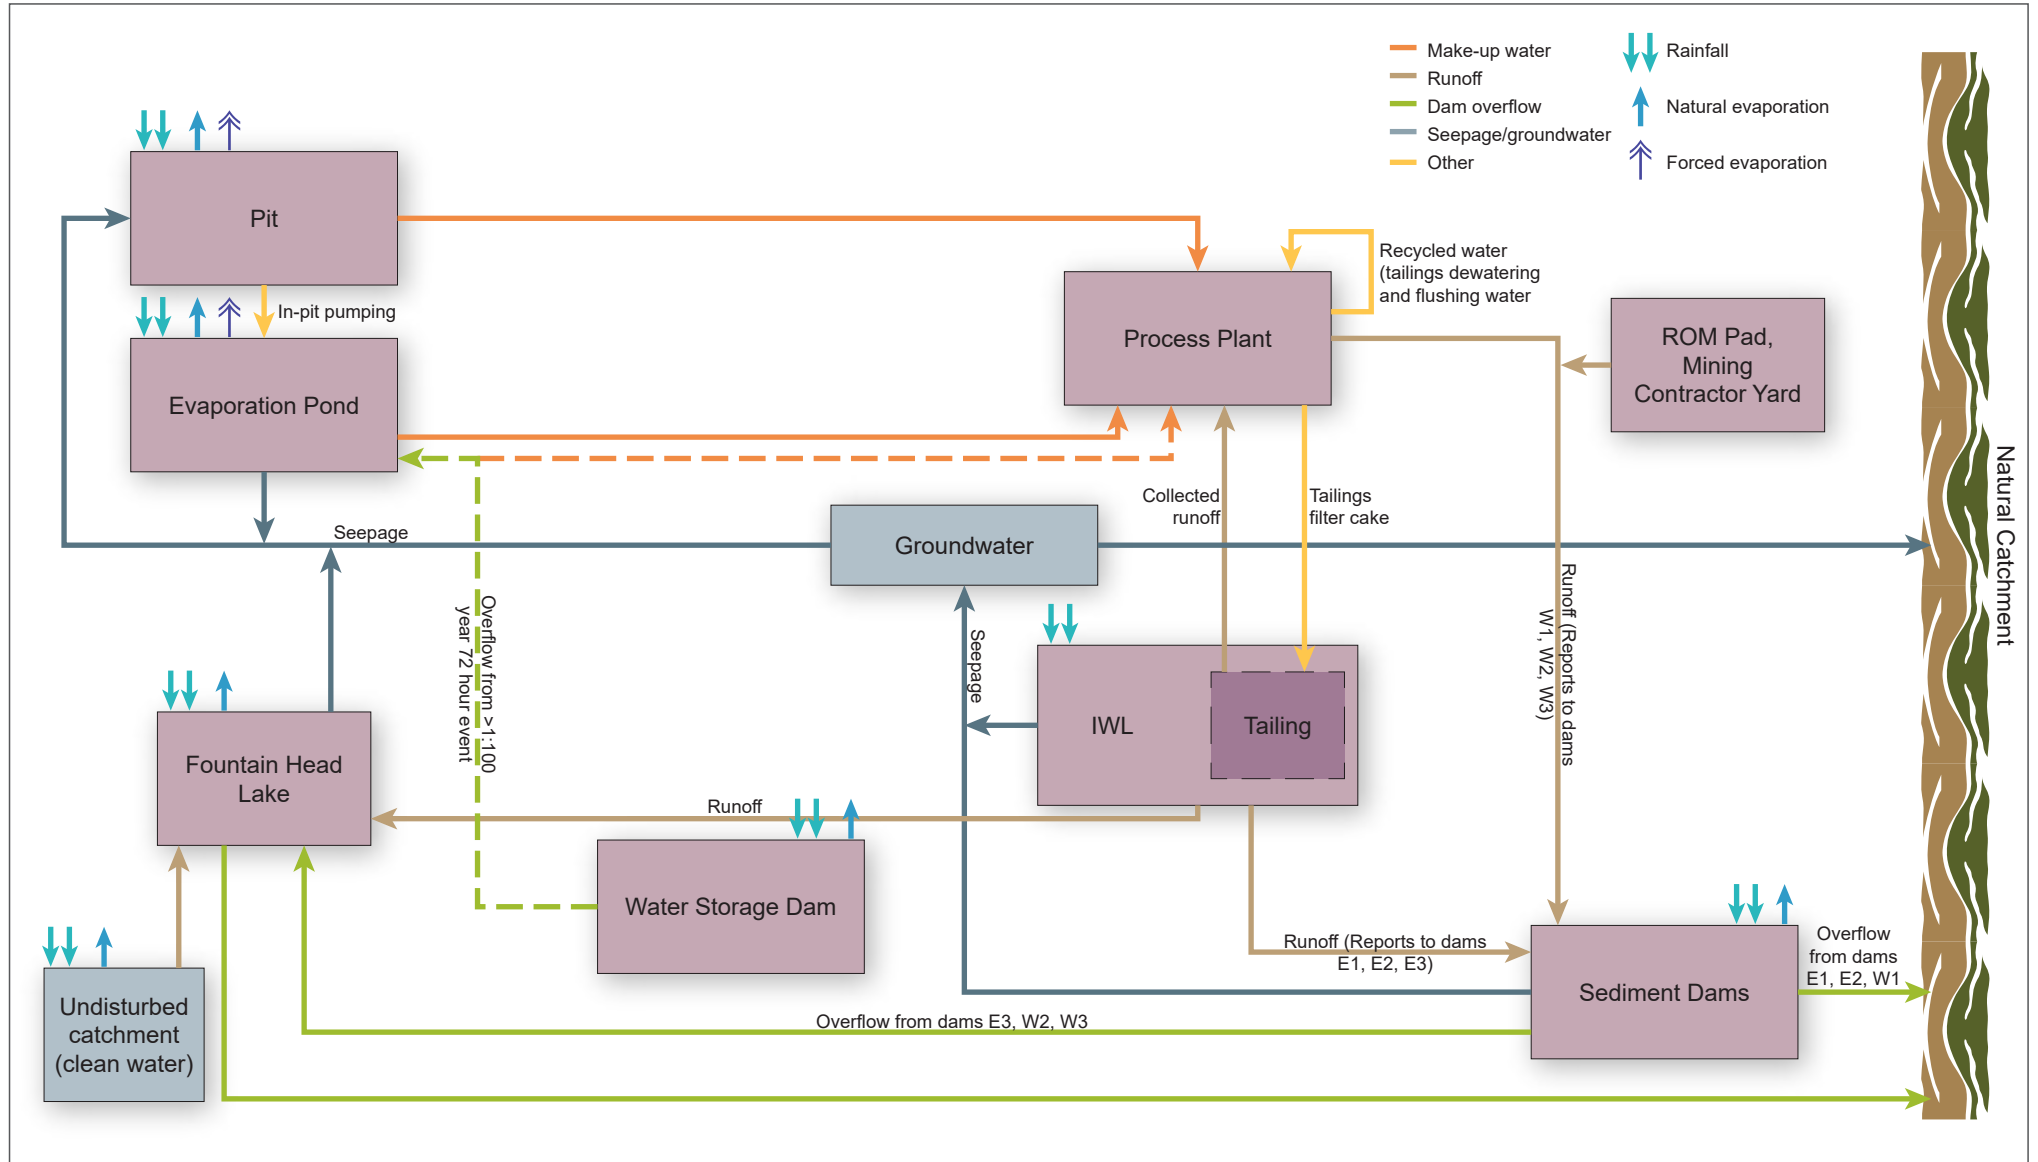 Make-up water
Runoff
Dam overflow
Seepage/groundwater
Other
Rainfall
Natural evaporation
Forced evaporation
Pit
In-pit pumping
Evaporation Pond
Process Plant
Recycled water
(tailings dewatering
and flushing water
ROM Pad,
Mining
Contractor Yard
Collected
runoff
Tailings
filter cake
Seepage
Groundwater
Natural Catchment
Runoff (Reports to dams
W1, W2, W3)
Overflow from >1:100
year 72 hour event
Seepage
IWL
Tailing
Fountain Head
Lake
Runoff
Water Storage Dam
Runoff (Reports to dams
E1, E2, E3)
Sediment Dams
Overflow
from dams
E1, E2, W1
Undisturbed
catchment
(clean water)
Overflow from dams E3, W2, W3